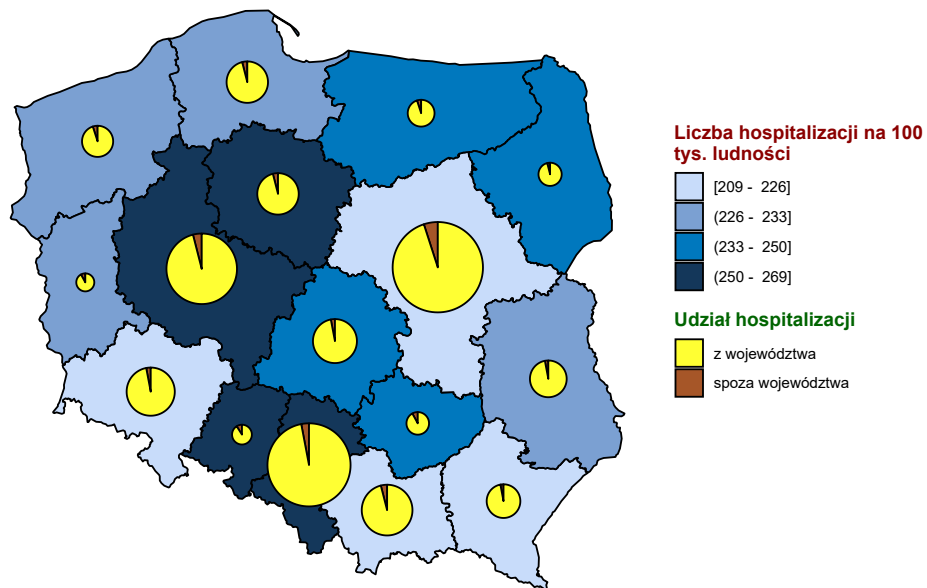 Liczba hospitalizacji na 100
tys. ludności
[209 - 226]
(226 - 233]
(233 - 250]
(250 - 269]
Udział hospitalizacji
z województwa
spoza województwa